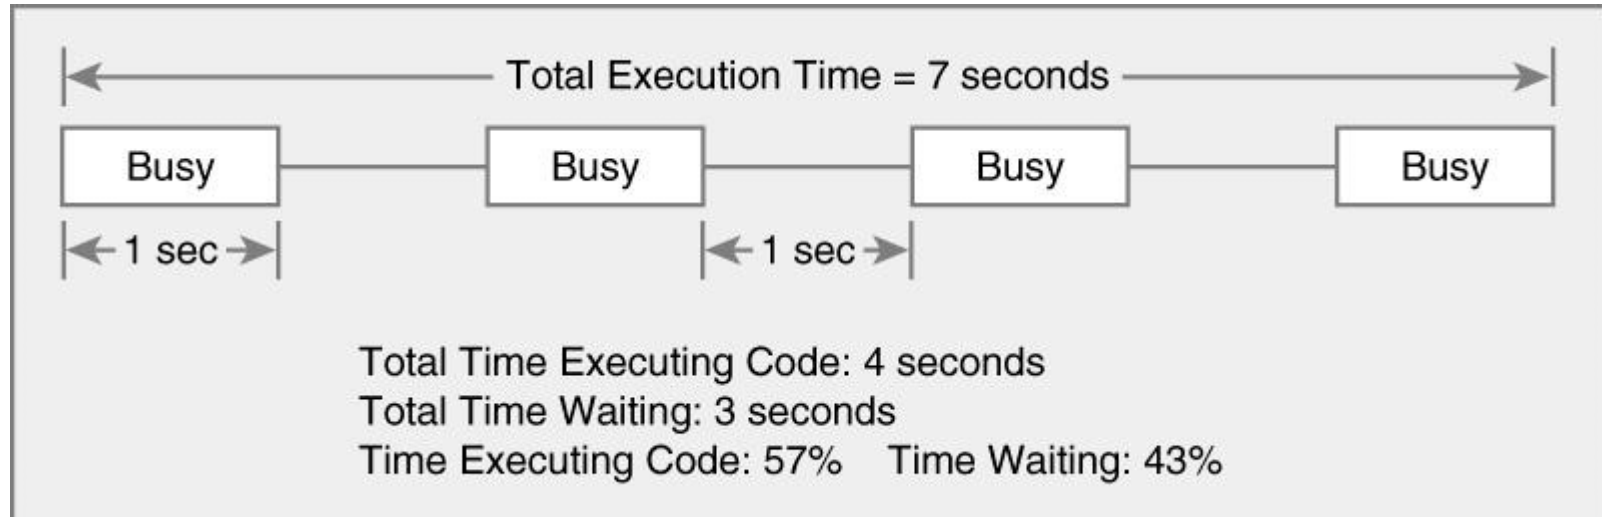 Total Execution Time = 7 seconds
Busy Busy Busy Busy
1 sec 1 sec
Total Time Executing Code: 4 seconds
Total Time Waiting: 3 seconds
Time Executing Code: 57% Time Waiting: 43%